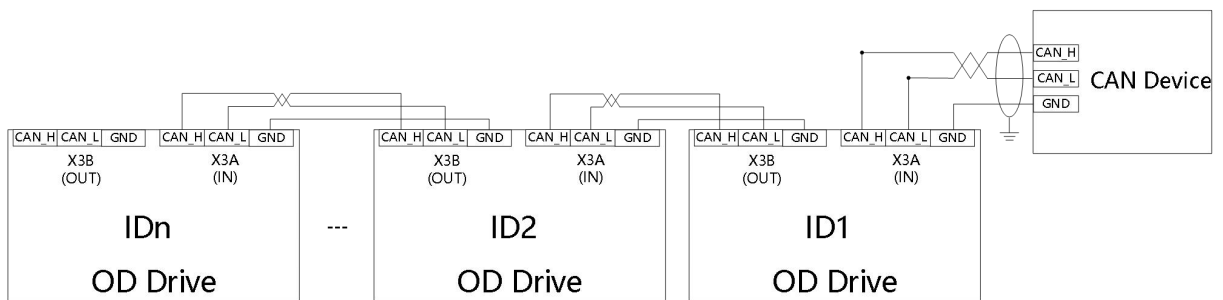 CAN_H
CAN_L
GND
CAN Device
CAN_H CAN_L GND CAN_H CAN_L GND CAN_H CAN_L GND CAN_H CAN_L GND CAN_H CAN_L GND CAN_H CAN_L GND
X3B X3A X3B X3A X3B X3A
(OUT) (IN) (OUT) (IN) (OUT) (IN)
IDn --- ID2 ID1
OD Drive OD Drive OD Drive